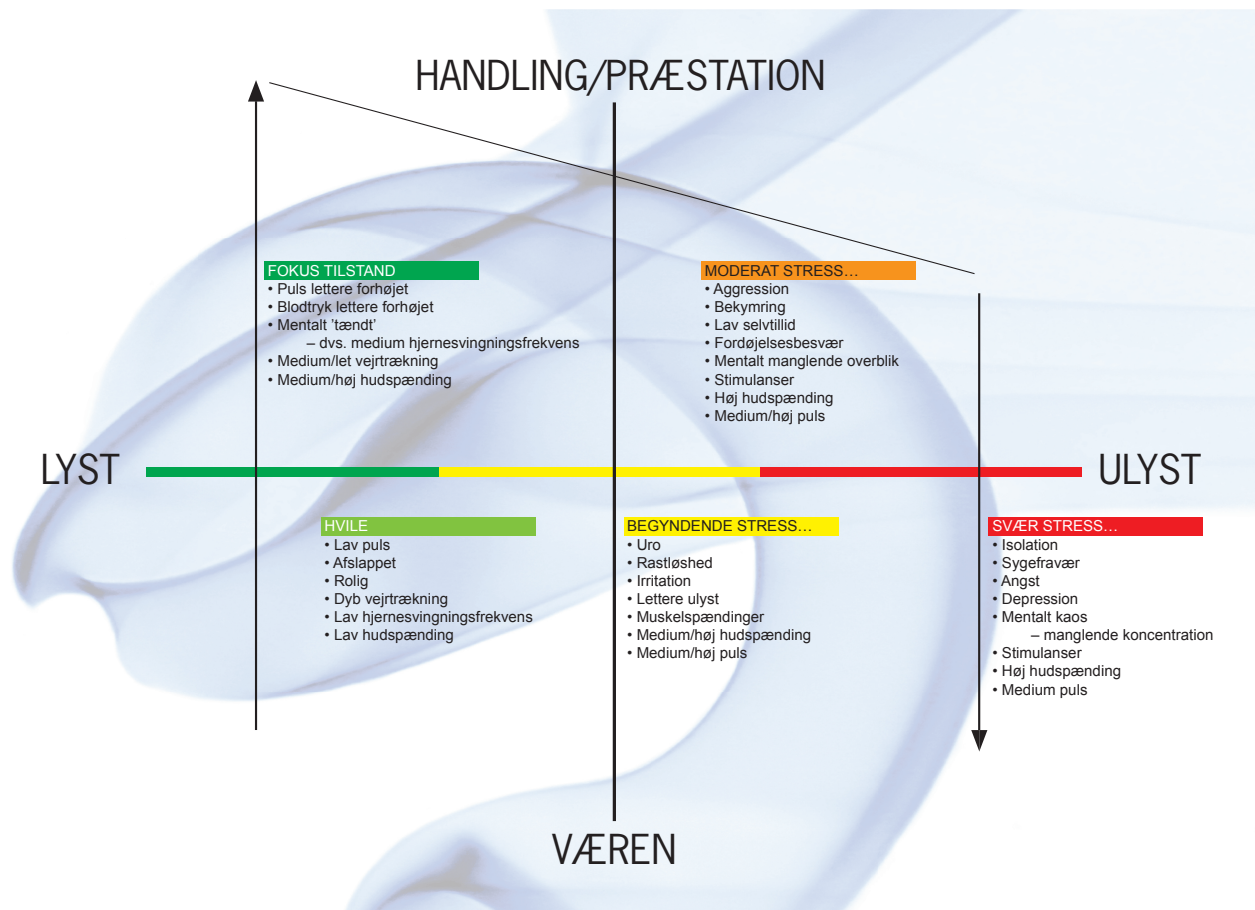 HANDLING/PRÆSTATION
FOKUS TILSTAND
• Puls lettere forhøjet
• Blodtryk lettere forhøjet
• Mentalt ’tændt’
– dvs. medium hjernesvingningsfrekvens
• Medium/let vejrtrækning
• Medium/høj hudspænding
MODERAT STRESS…
• Aggression
• Bekymring
• Lav selvtillid
• Fordøjelsesbesvær
• Mentalt manglende overblik
• Stimulanser
• Høj hudspænding
• Medium/høj puls
LYST
ULYST
HVILE
• Lav puls
• Afslappet
• Rolig
• Dyb vejrtrækning
• Lav hjernesvingningsfrekvens
• Lav hudspænding
BEGYNDENDE STRESS…
• Uro
• Rastløshed
• Irritation
• Lettere ulyst
• Muskelspændinger
• Medium/høj hudspænding
• Medium/høj puls
SVÆR STRESS…
• Isolation
• Sygefravær
• Angst
• Depression
• Mentalt kaos
– manglende koncentration
• Stimulanser
• Høj hudspænding
• Medium puls
VÆREN